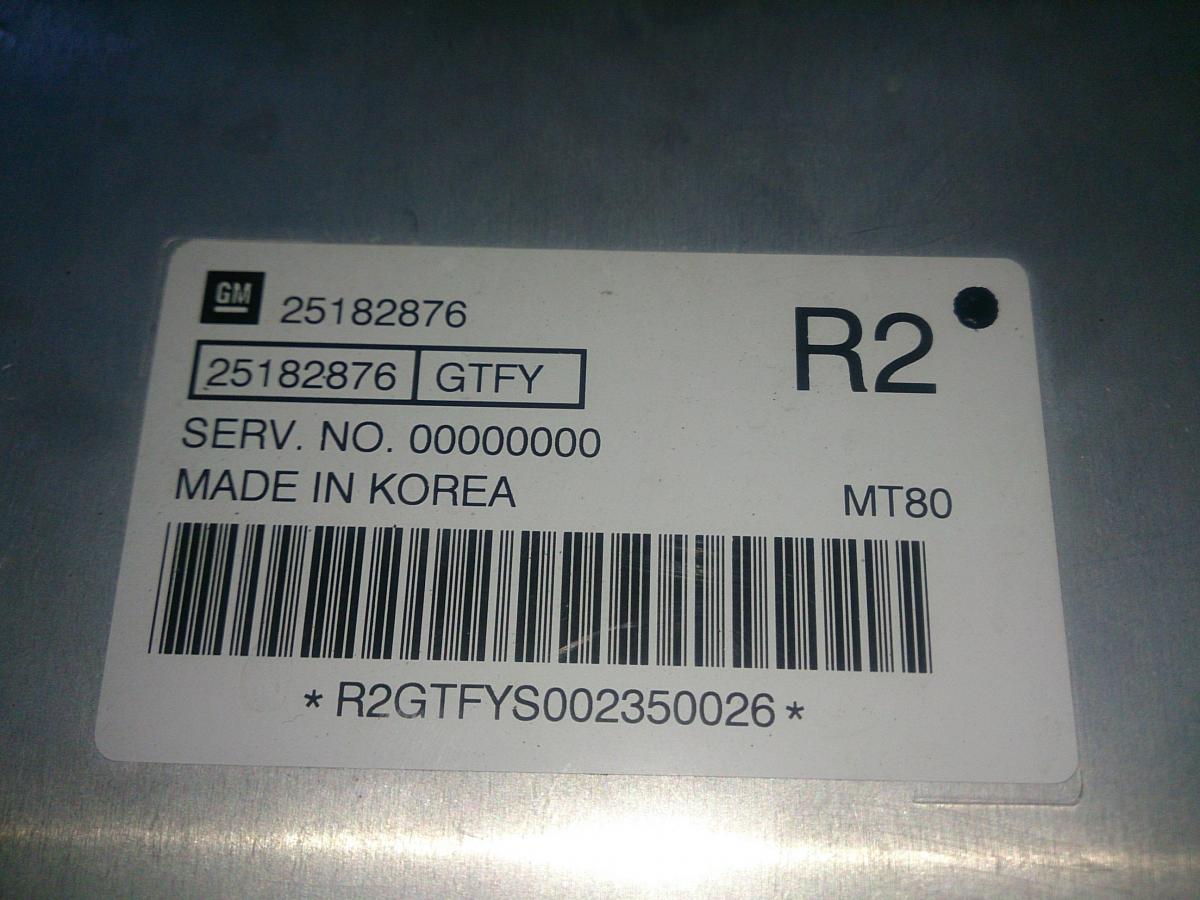 GM 25182876
R2
25182876 GTFY
SERV. NO. 00000000
MADE IN KOREA
MT80
* R2GTFYS002350026 *